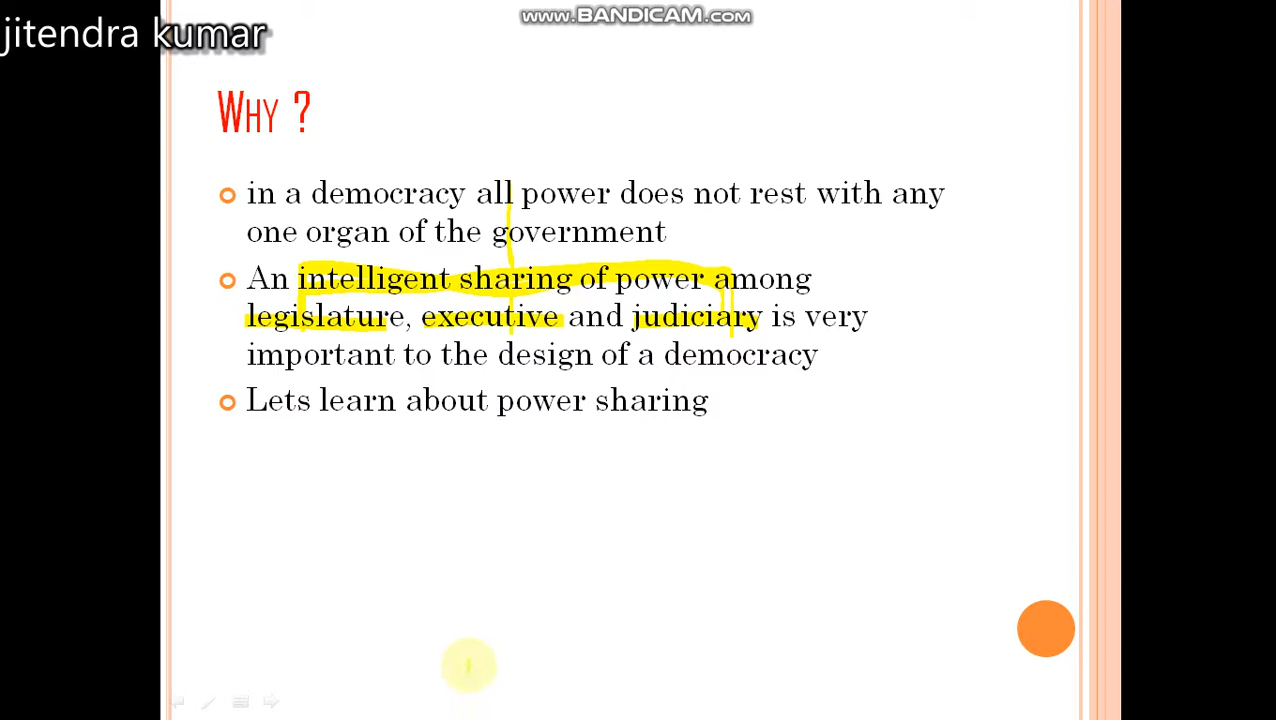 www.BANDICAM.com
jitendra kumar
WHY ?
in a democracy all power does not rest with any
one organ of the government
An intelligent sharing of power among
legislature, executive and judiciary is very
important to the design of a democracy
Lets learn about power sharing